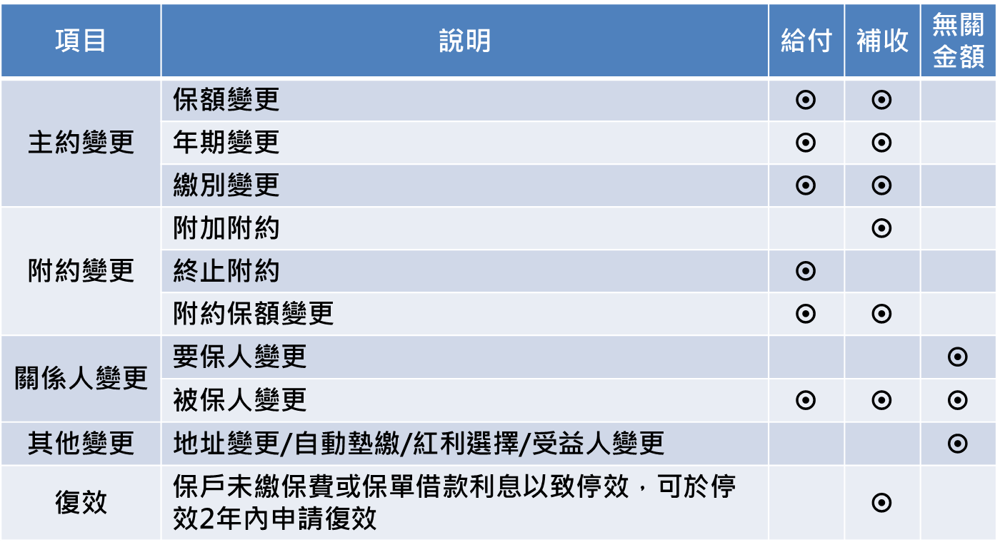 項目 說明 給付 補收 無關
金額
主約變更
保額變更 ⊙ ⊙
年期變更 ⊙ ⊙
繳別變更 ⊙ ⊙
附約變更
附加附約 ⊙
終止附約 ⊙
附約保額變更 ⊙ ⊙
關係人變更
要保人變更 ⊙
被保人變更 ⊙ ⊙ ⊙
其他變更 地址變更/自動墊繳/紅利選擇/受益人變更 ⊙
復效
保戶未繳保費或保單借款利息以致停效，可於停
效2年內申請復效 ⊙